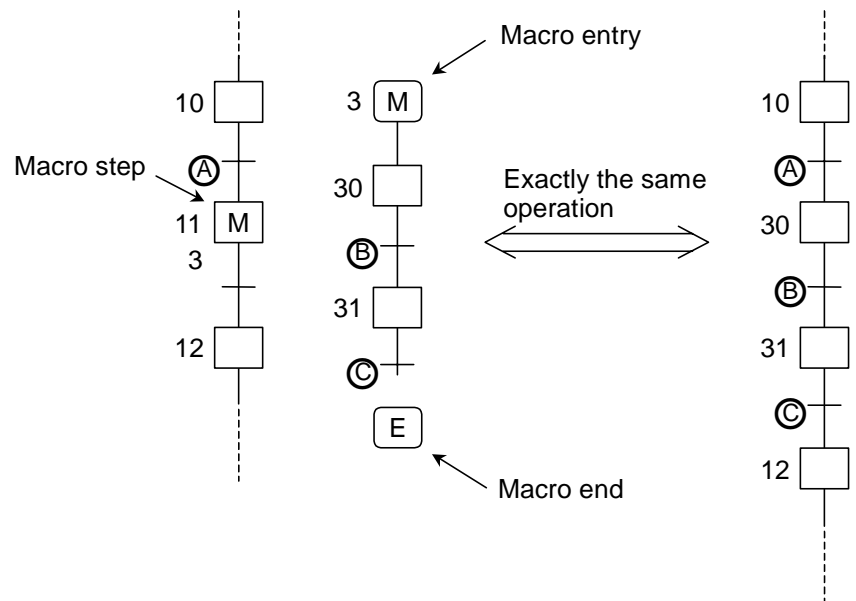 10
A
Macro step
11 M
3
12
Macro entry
3 M
30
B
31
C
E
Macro end
Exactly the same
operation
10
A
30
B
31
C
12